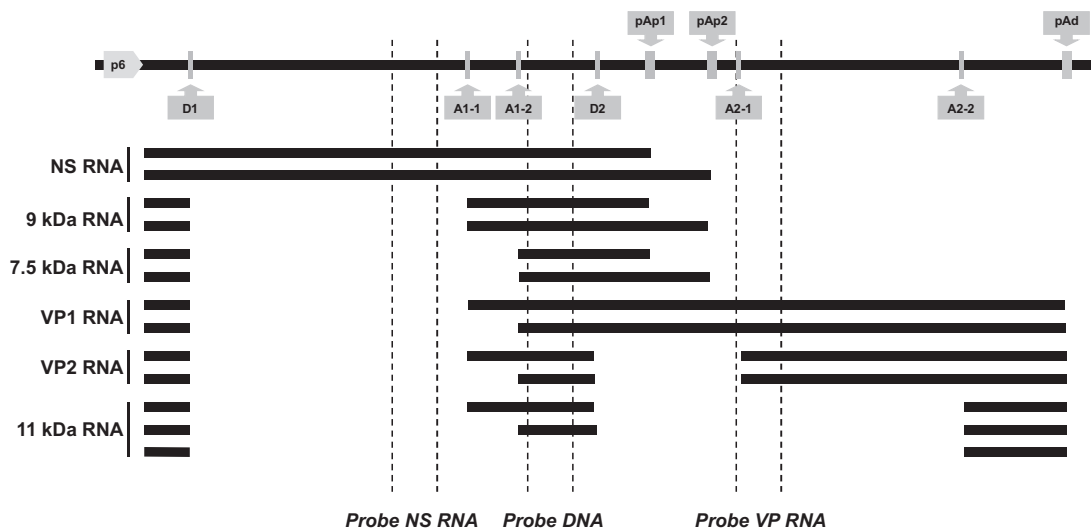 pAp1 pAp2 pAd
p6
D1 A1-1 A1-2 D2 A2-1 A2-2
NS RNA
9 kDa RNA
7.5 kDa RNA
VP1 RNA
VP2 RNA
11 kDa RNA
Probe NS RNA Probe DNA Probe VP RNA